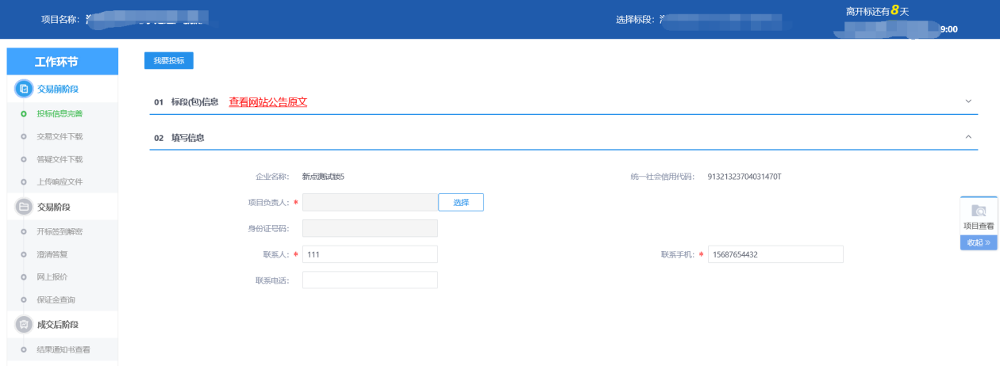 项目名称：
选择标段：
离开标还有8天
9:00
工作环节
交易前阶段
投标信息完善
交易文件下载
答疑文件下载
上传响应文件
交易阶段
开标签到解密
澄清答复
网上报价
保证金查询
成交后阶段
结果通知书查看
我要投标
01 标段(包)信息 查看网站公告原文
02 填写信息
企业名称： 新点测试锁5 统一社会信用代码： 91321323704031470T
项目负责人：* 选择
身份证号码：
联系人：* 111 联系手机：* 15687654432
联系电话：
项目查看
收起 »